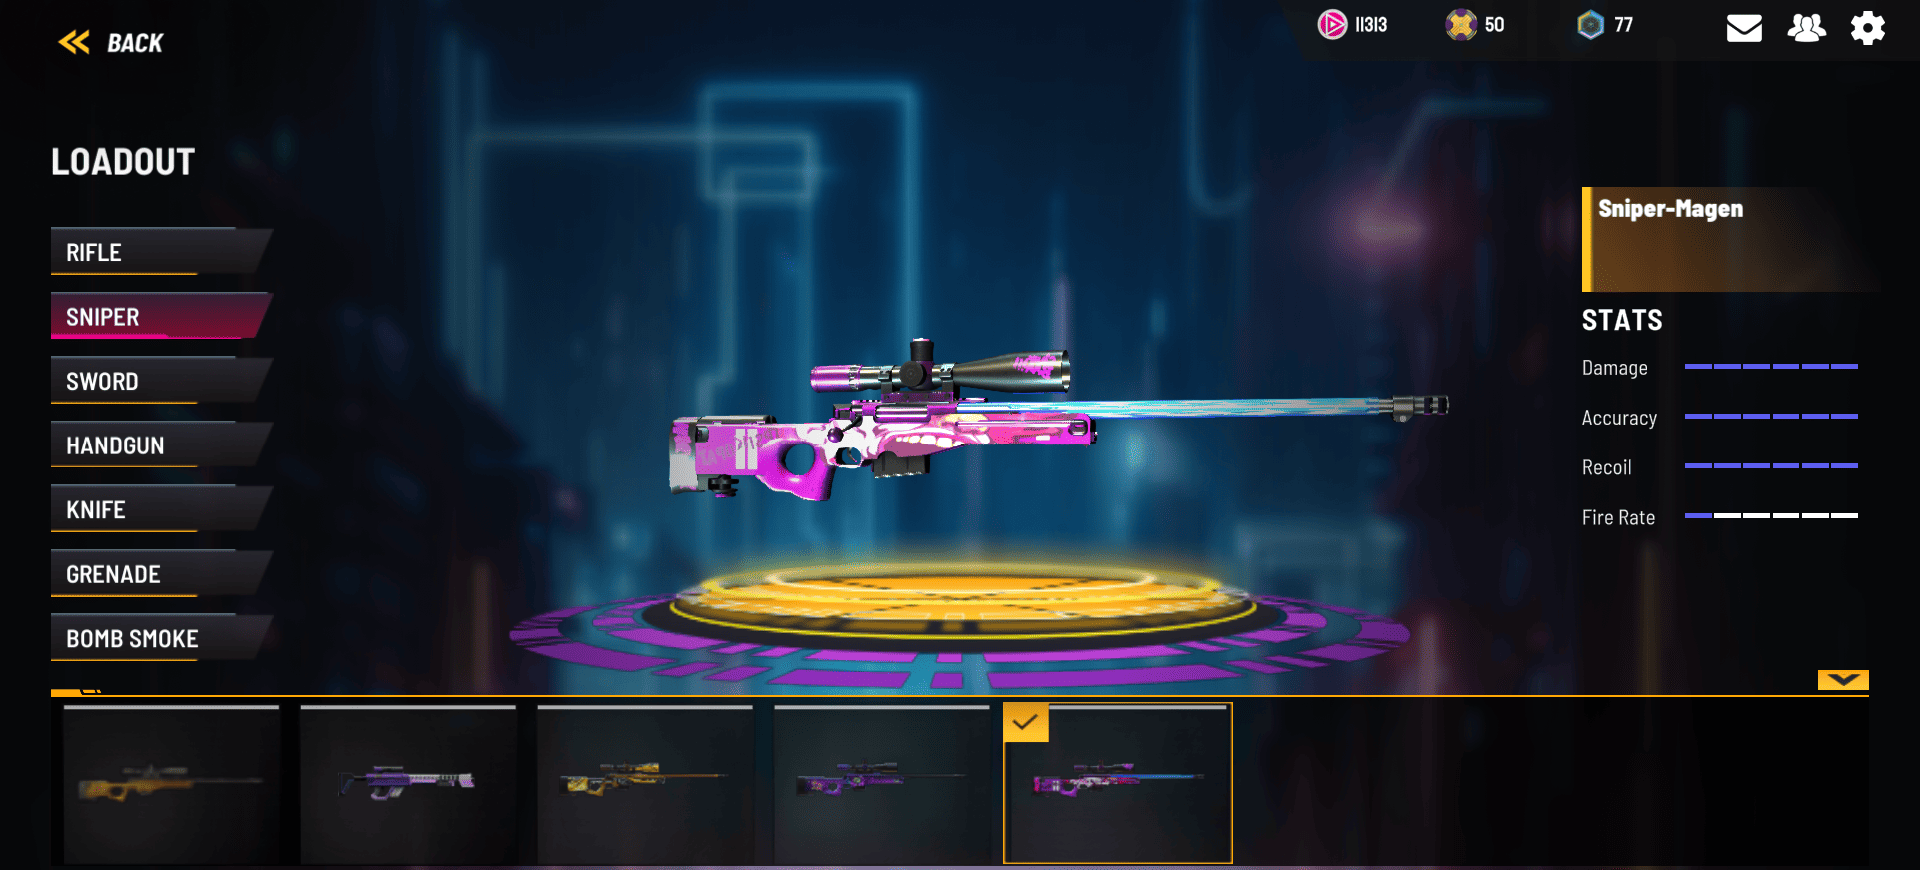 BACK
11313
50
77
LOADOUT
RIFLE
SNIPER
SWORD
HANDGUN
KNIFE
GRENADE
BOMB SMOKE
Sniper-Magen
STATS
Damage
Accuracy
Recoil
Fire Rate